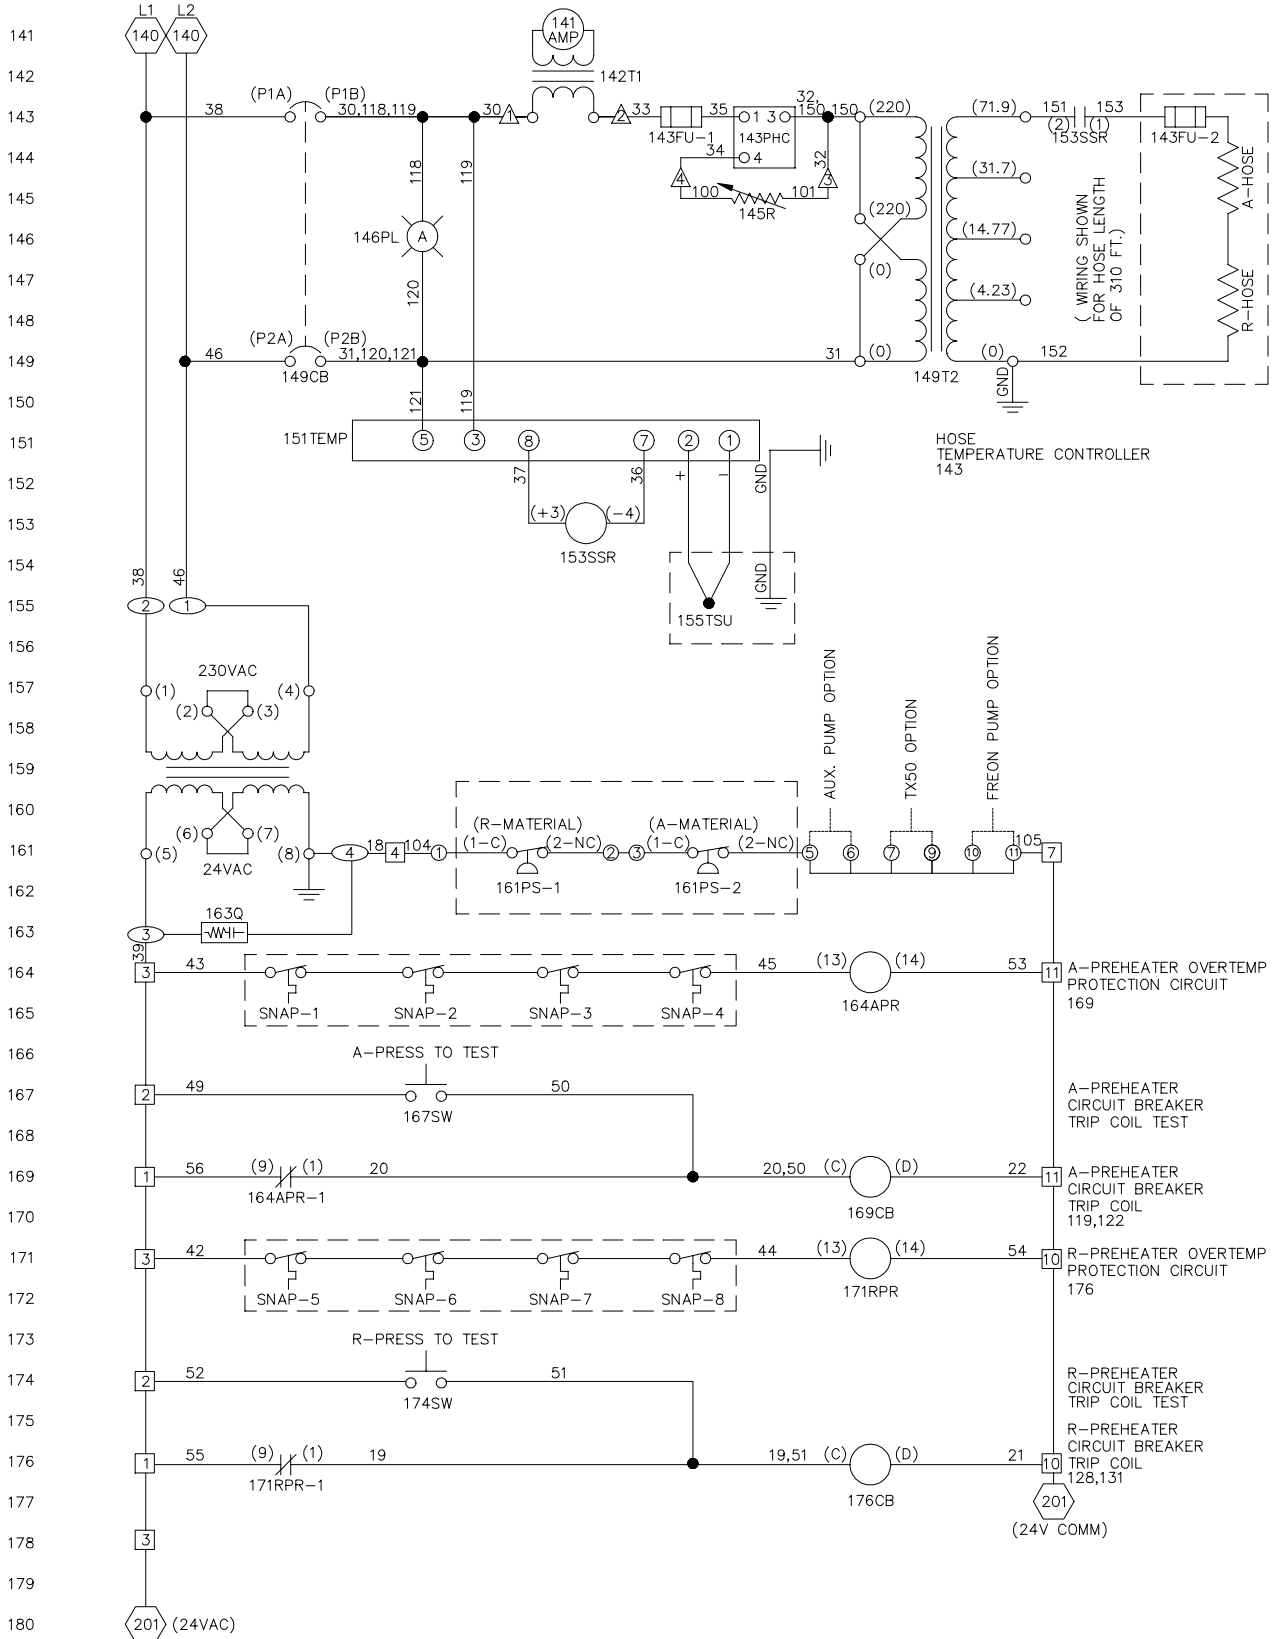 L1 L2
141 140 140 141 AMP
142 142T1
143 38 (P1A) (P1B) 30,118,119 30 1 2 33 143FU-1 35 1 3 143PHC 32, 150,150 (220) (71.9) 151 153 (2) (1) 153SSR 143FU-2
144 118 119 34 4 32 (31.7) A-HOSE
145 4 100 145R 101 3
146 146PL A (220) (14.77) (WIRING SHOWN FOR HOSE LENGTH OF 310 FT.)
147 120 (0) (4.23) R-HOSE
148
149 46 (P2A) (P2B) 31,120,121 149CB 31 (0) 149T2 (0) 152 GND
150 121 119
151 151TEMP 5 3 8 7 2 1
HOSE
TEMPERATURE CONTROLLER
143
152 37 36 + - GND
153 (+3) (-4) 153SSR
154 38 46 GND
155 2 1 155TSU
156 230VAC
157 (1) (4) (2) (3)
158
159
160 AUX. PUMP OPTION TX50 OPTION FREON PUMP OPTION
161 (5) (6) (7) (8) 24VAC 4 18 4 104 1 (R-MATERIAL) (1-C) (2-NC) 161PS-1 2 3 (A-MATERIAL) (1-C) (2-NC) 161PS-2 5 6 7 9 10 11 105 7
162
163 3 163Q
39
164 3 43 45 (13) (14) 53 11
165 SNAP-1 SNAP-2 SNAP-3 SNAP-4 164APR
A-PREHEATER OVERTEMP
PROTECTION CIRCUIT
169
166 A-PRESS TO TEST
167 2 49 167SW 50
A-PREHEATER
CIRCUIT BREAKER
TRIP COIL TEST
168
169 1 56 (9) (1) 164APR-1 20 20,50 (C) (D) 169CB 22 11
A-PREHEATER
CIRCUIT BREAKER
TRIP COIL
119,122
170
171 3 42 44 (13) (14) 171RPR 54 10
R-PREHEATER OVERTEMP
PROTECTION CIRCUIT
176
172 SNAP-5 SNAP-6 SNAP-7 SNAP-8
173 R-PRESS TO TEST
174 2 52 174SW 51
R-PREHEATER
CIRCUIT BREAKER
TRIP COIL TEST
175
176 1 55 (9) (1) 171RPR-1 19 19,51 (C) (D) 176CB 21 10
R-PREHEATER
CIRCUIT BREAKER
TRIP COIL
128,131
177 201
(24V COMM)
178 3
179
180 201 (24VAC)